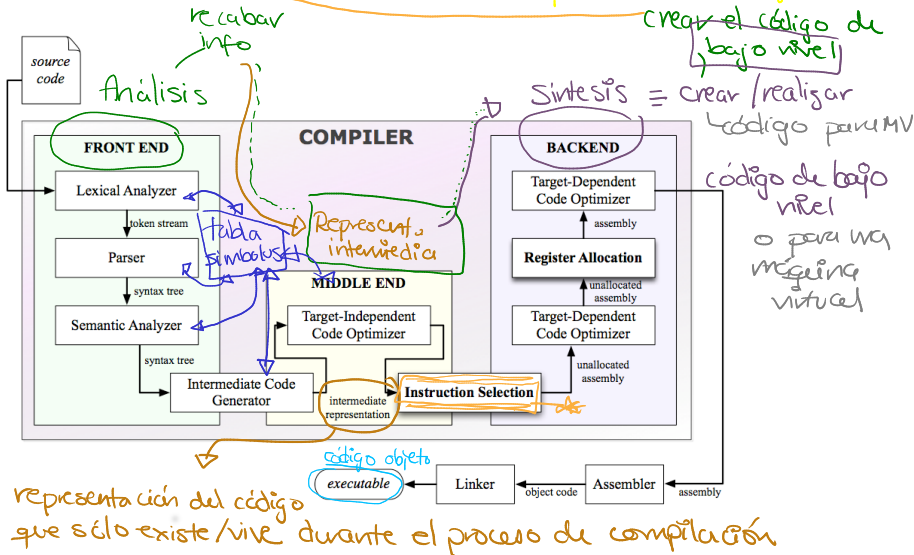 recabar
info
crear el código de
bajo nivel
source
code
Análisis
Síntesis = crear / realizar
código para MV
COMPILER
FRONT END
BACKEND
Lexical Analyzer
token stream
Parser
syntax tree
Semantic Analyzer
syntax tree
Intermediate Code
Generator
tabla
símbolos
Represent.
intermedia
MIDDLE END
Target-Independent
Code Optimizer
intermediate
representation
Instruction Selection
Target-Dependent
Code Optimizer
assembly
Register Allocation
unallocated
assembly
Target-Dependent
Code Optimizer
unallocated
assembly
código de bajo
nivel
o para una
máquina
virtual
código objeto
executable
Linker
object code
Assembler
assembly
representación del código
que sólo existe/vive durante el proceso de compilación